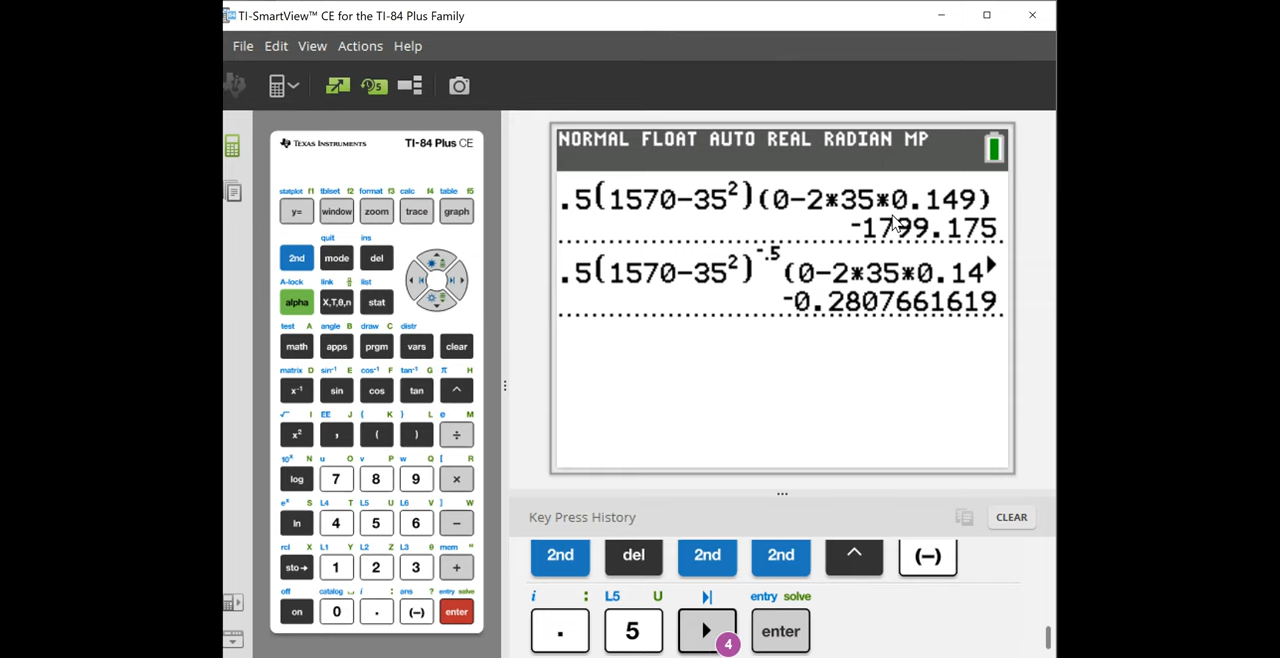 TI-SmartView™ CE for the TI-84 Plus Family
File Edit View Actions Help
TEXAS INSTRUMENTS TI-84 Plus CE
statplot f1 tblset f2 format f3 calc f4 table f5
y= window zoom trace graph
quit ins
2nd mode del
A-lock link list
alpha X,T,θ,n stat
test A angle B draw C distr
math apps prgm vars clear
matrix D sin⁻¹ E cos⁻¹ F tan⁻¹ G π H
x⁻¹ sin cos tan ^
√ I EE J { K } L e M
x² , ( ) ÷
10ˣ N u O v P w Q [ R
log 7 8 9 ×
eˣ S L4 T L5 U L6 V ] W
ln 4 5 6 −
rcl X L1 Y L2 Z L3 θ mem "
sto→ 1 2 3 +
off catalog i : ans ? entry solve
on 0 . (−) enter
NORMAL FLOAT AUTO REAL RADIAN MP
.5(1570-35²)(0-2*35*0.149)
-1799.175
.5(1570-35²)^-.5 (0-2*35*0.14
-0.2807661619
Key Press History CLEAR
2nd del 2nd 2nd ^ (−)
i : L5 U entry solve
. 5 4 enter